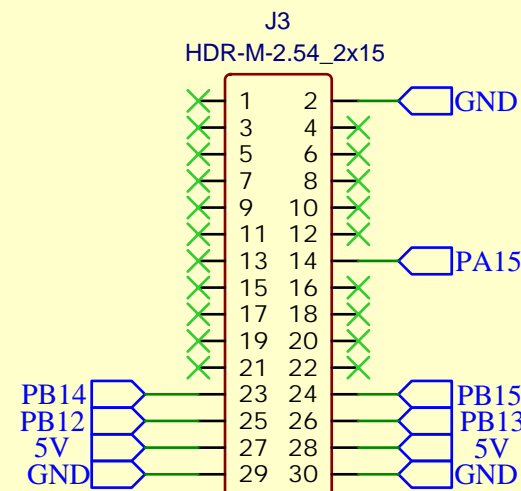 J3
HDR-M-2.54_2x15
1 2 GND
3 4
5 6
7 8
9 10
11 12
13 14 PA15
15 16
17 18
19 20
21 22
PB14 23 24 PB15
PB12 25 26 PB13
5V 27 28 5V
GND 29 30 GND